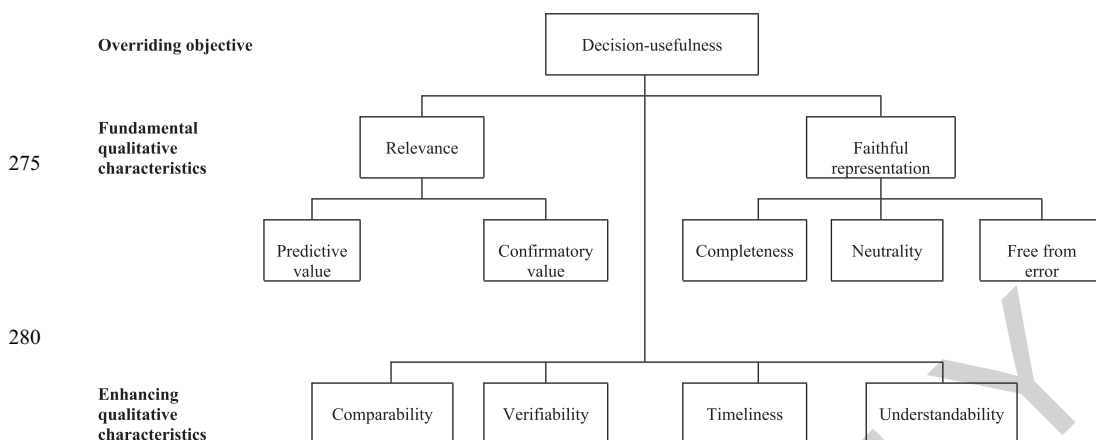 Overriding objective
Decision-usefulness
Fundamental
qualitative
characteristics
275
Relevance
Faithful
representation
Predictive
value
Confirmatory
value
Completeness
Neutrality
Free from
error
280
Enhancing
qualitative
characteristics
Comparability
Verifiability
Timeliness
Understandability